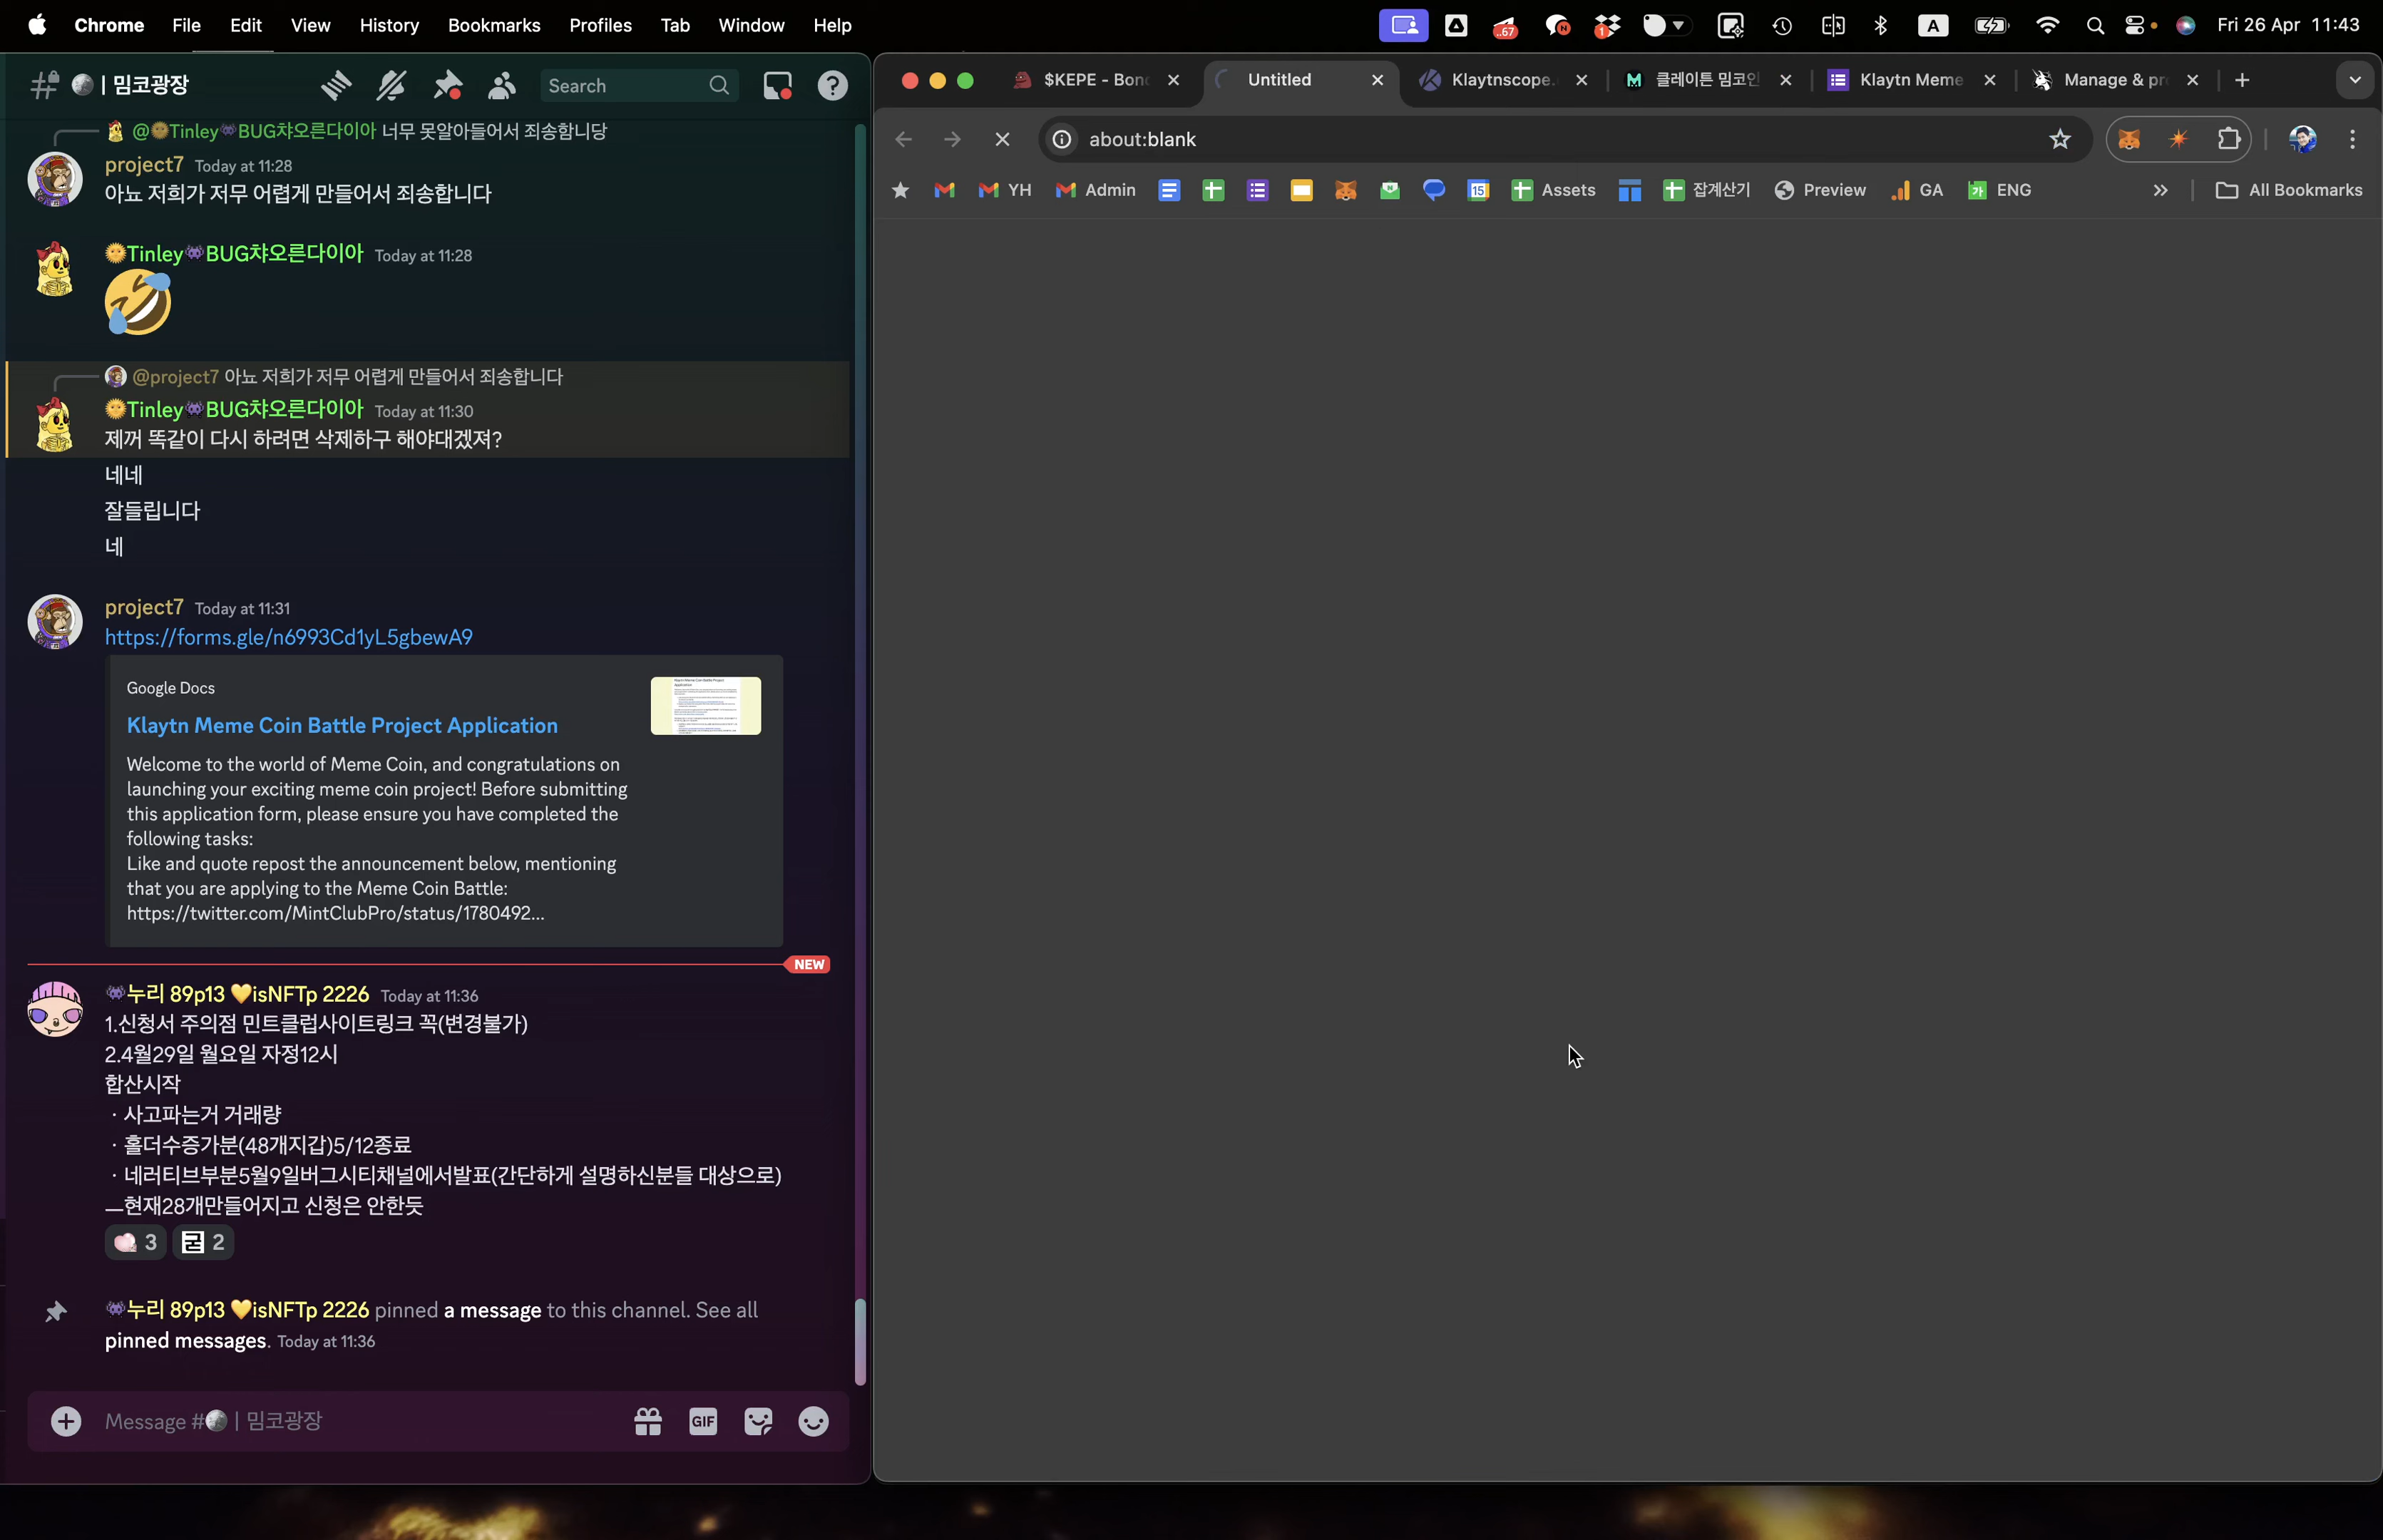 Chrome File Edit View History Bookmarks Profiles Tab Window Help
A Fri 26 Apr 11:43
| 밈코광장
Search
@🌞Tinley👾BUG챠오른다이아 너무 못알아들어서 죄송함니당
project7 Today at 11:28
아뇨 저희가 저무 어렵게 만들어서 죄송합니다
🌞Tinley👾BUG챠오른다이아 Today at 11:28
@project7 아뇨 저희가 저무 어렵게 만들어서 죄송합니다
🌞Tinley👾BUG챠오른다이아 Today at 11:30
제꺼 똑같이 다시 하려면 삭제하구 해야대겠져?
네네
잘들립니다
네
project7 Today at 11:31
https://forms.gle/n6993Cd1yL5gbewA9
Google Docs
Klaytn Meme Coin Battle Project Application
Welcome to the world of Meme Coin, and congratulations on
launching your exciting meme coin project! Before submitting
this application form, please ensure you have completed the
following tasks:
Like and quote repost the announcement below, mentioning
that you are applying to the Meme Coin Battle:
https://twitter.com/MintClubPro/status/1780492...
NEW
👾누리 89p13 💛isNFTp 2226 Today at 11:36
1.신청서 주의점 민트클럽사이트링크 꼭(변경불가)
2.4월29일 월요일 자정12시
합산시작
· 사고파는거 거래량
· 홀더수증가분(48개지갑)5/12종료
· 네러티브부분5월9일버그시티채널에서발표(간단하게 설명하신분들 대상으로)
—현재28개만들어지고 신청은 안한듯
3 굳 2
👾누리 89p13 💛isNFTp 2226 pinned a message to this channel. See all
pinned messages. Today at 11:36
Message #🌕 | 밈코광장
GIF
$KEPE - Bon
Untitled
Klaytnscope.
클레이튼 밈코인
Klaytn Meme
Manage & pr
about:blank
YH Admin 15 Assets 잡계산기 Preview GA 가 ENG » All Bookmarks